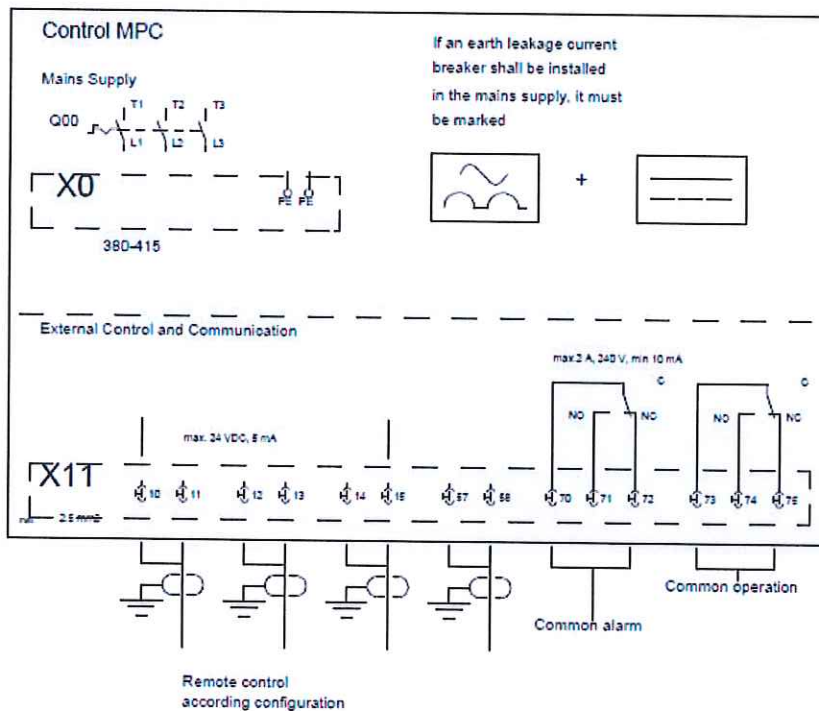 Control MPC
Mains Supply
T1 T2 T3
Q00
L1 L2 L3
X0
PE PE
380-415
If an earth leakage current
breaker shall be installed
in the mains supply, it must
be marked
+
External Control and Communication
max.2 A, 240 V, min 10 mA
C C
NO NC NO NC
max. 24 VDC, 5 mA
X11
10 11 12 13 14 15 57 58 70 71 72 73 74 75
2.5 mm2
Common alarm
Common operation
Remote control
according configuration